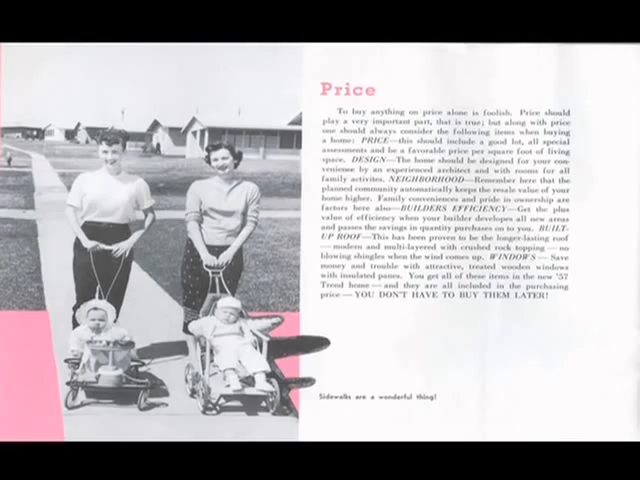 Price
To buy anything on price alone is foolish. Price should
play a very important part, that is true; but along with price
one should always consider the following items when buying
a home: PRICE—this should include a good lot, all special
assessments and be a favorable price per square foot of living
space. DESIGN—The home should be designed for your con-
venience by an experienced architect and with rooms for all
family activites. NEIGHBORHOOD—Remember here that the
planned community automatically keeps the resale value of your
home higher. Family conveniences and pride in ownership are
factors here also—BUILDERS EFFICIENCY—Get the plus
value of efficiency when your builder developes all new areas
and passes the savings in quantity purchases on to you. BUILT-
UP ROOF—This has been proven to be the longer-lasting roof
—modern and multi-layered with crushed rock topping — no
blowing shingles when the wind comes up. WINDOWS — Save
money and trouble with attractive, treated wooden windows
with insulated panes. You get all of these items in the new '57
Trend home — and they are all included in the purchasing
price — YOU DON'T HAVE TO BUY THEM LATER!
Sidewalks are a wonderful thing!